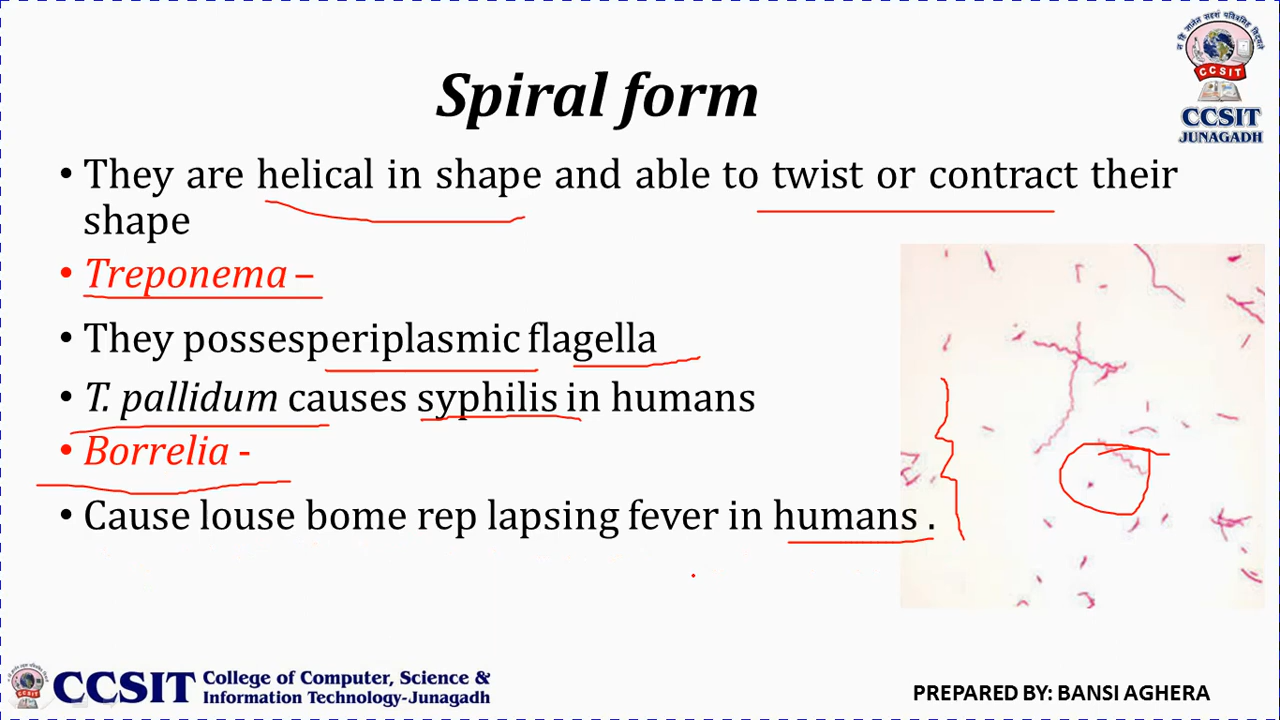 Spiral form
CCSIT
CCSIT
JUNAGADH
• They are helical in shape and able to twist or contract their
shape
• Treponema –
• They possesperiplasmic flagella
• T. pallidum causes syphilis in humans
• Borrelia -
• Cause louse bome rep lapsing fever in humans .
CCSIT
College of Computer, Science &
Information Technology-Junagadh
PREPARED BY: BANSI AGHERA